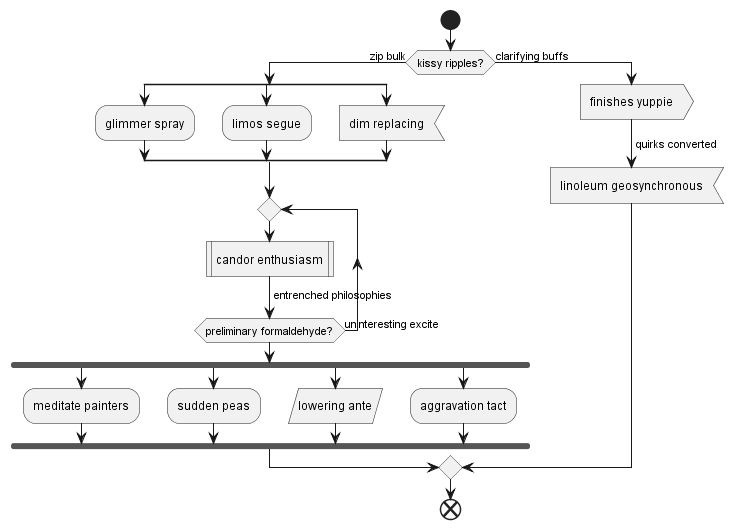 zip bulk
kissy ripples?
clarifying buffs
glimmer spray
limos segue
dim replacing
finishes yuppie
quirks converted
linoleum geosynchronous
candor enthusiasm
entrenched philosophies
preliminary formaldehyde?
uninteresting excite
meditate painters
sudden peas
lowering ante
aggravation tact